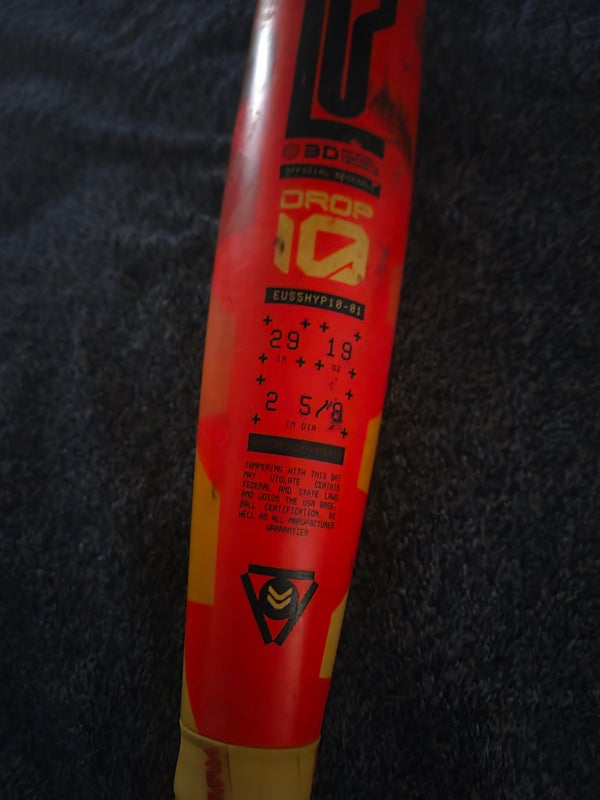 3D
OFFICIAL BASEBALL
DROP
10
EUS5HYP10-01
29 19
IN OZ
2 5/8
IN DIA
TAMPERING WITH THIS BAT
MAY VIOLATE CERTAIN
FEDERAL AND STATE LAWS
AND VOIDS THE USA BASE-
BALL CERTIFICATION, AS
WELL AS ALL MANUFACTURER
WARRANTIES